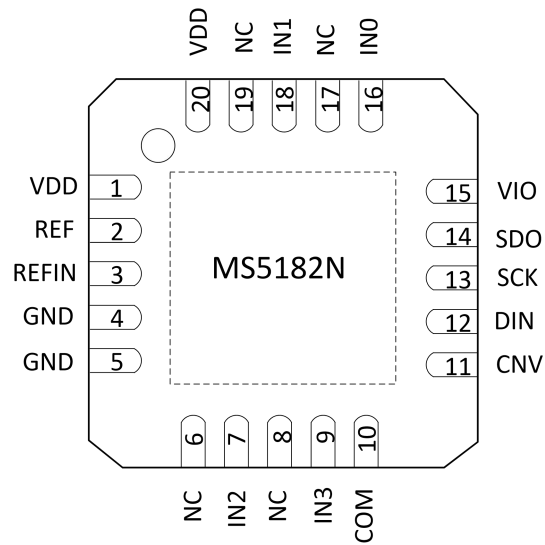 VDD NC IN1 NC IN0
20 19 18 17 16
VDD 1
REF 2
REFIN 3
GND 4
GND 5
MS5182N
15 VIO
14 SDO
13 SCK
12 DIN
11 CNV
6 7 8 9 10
NC IN2 NC IN3 COM